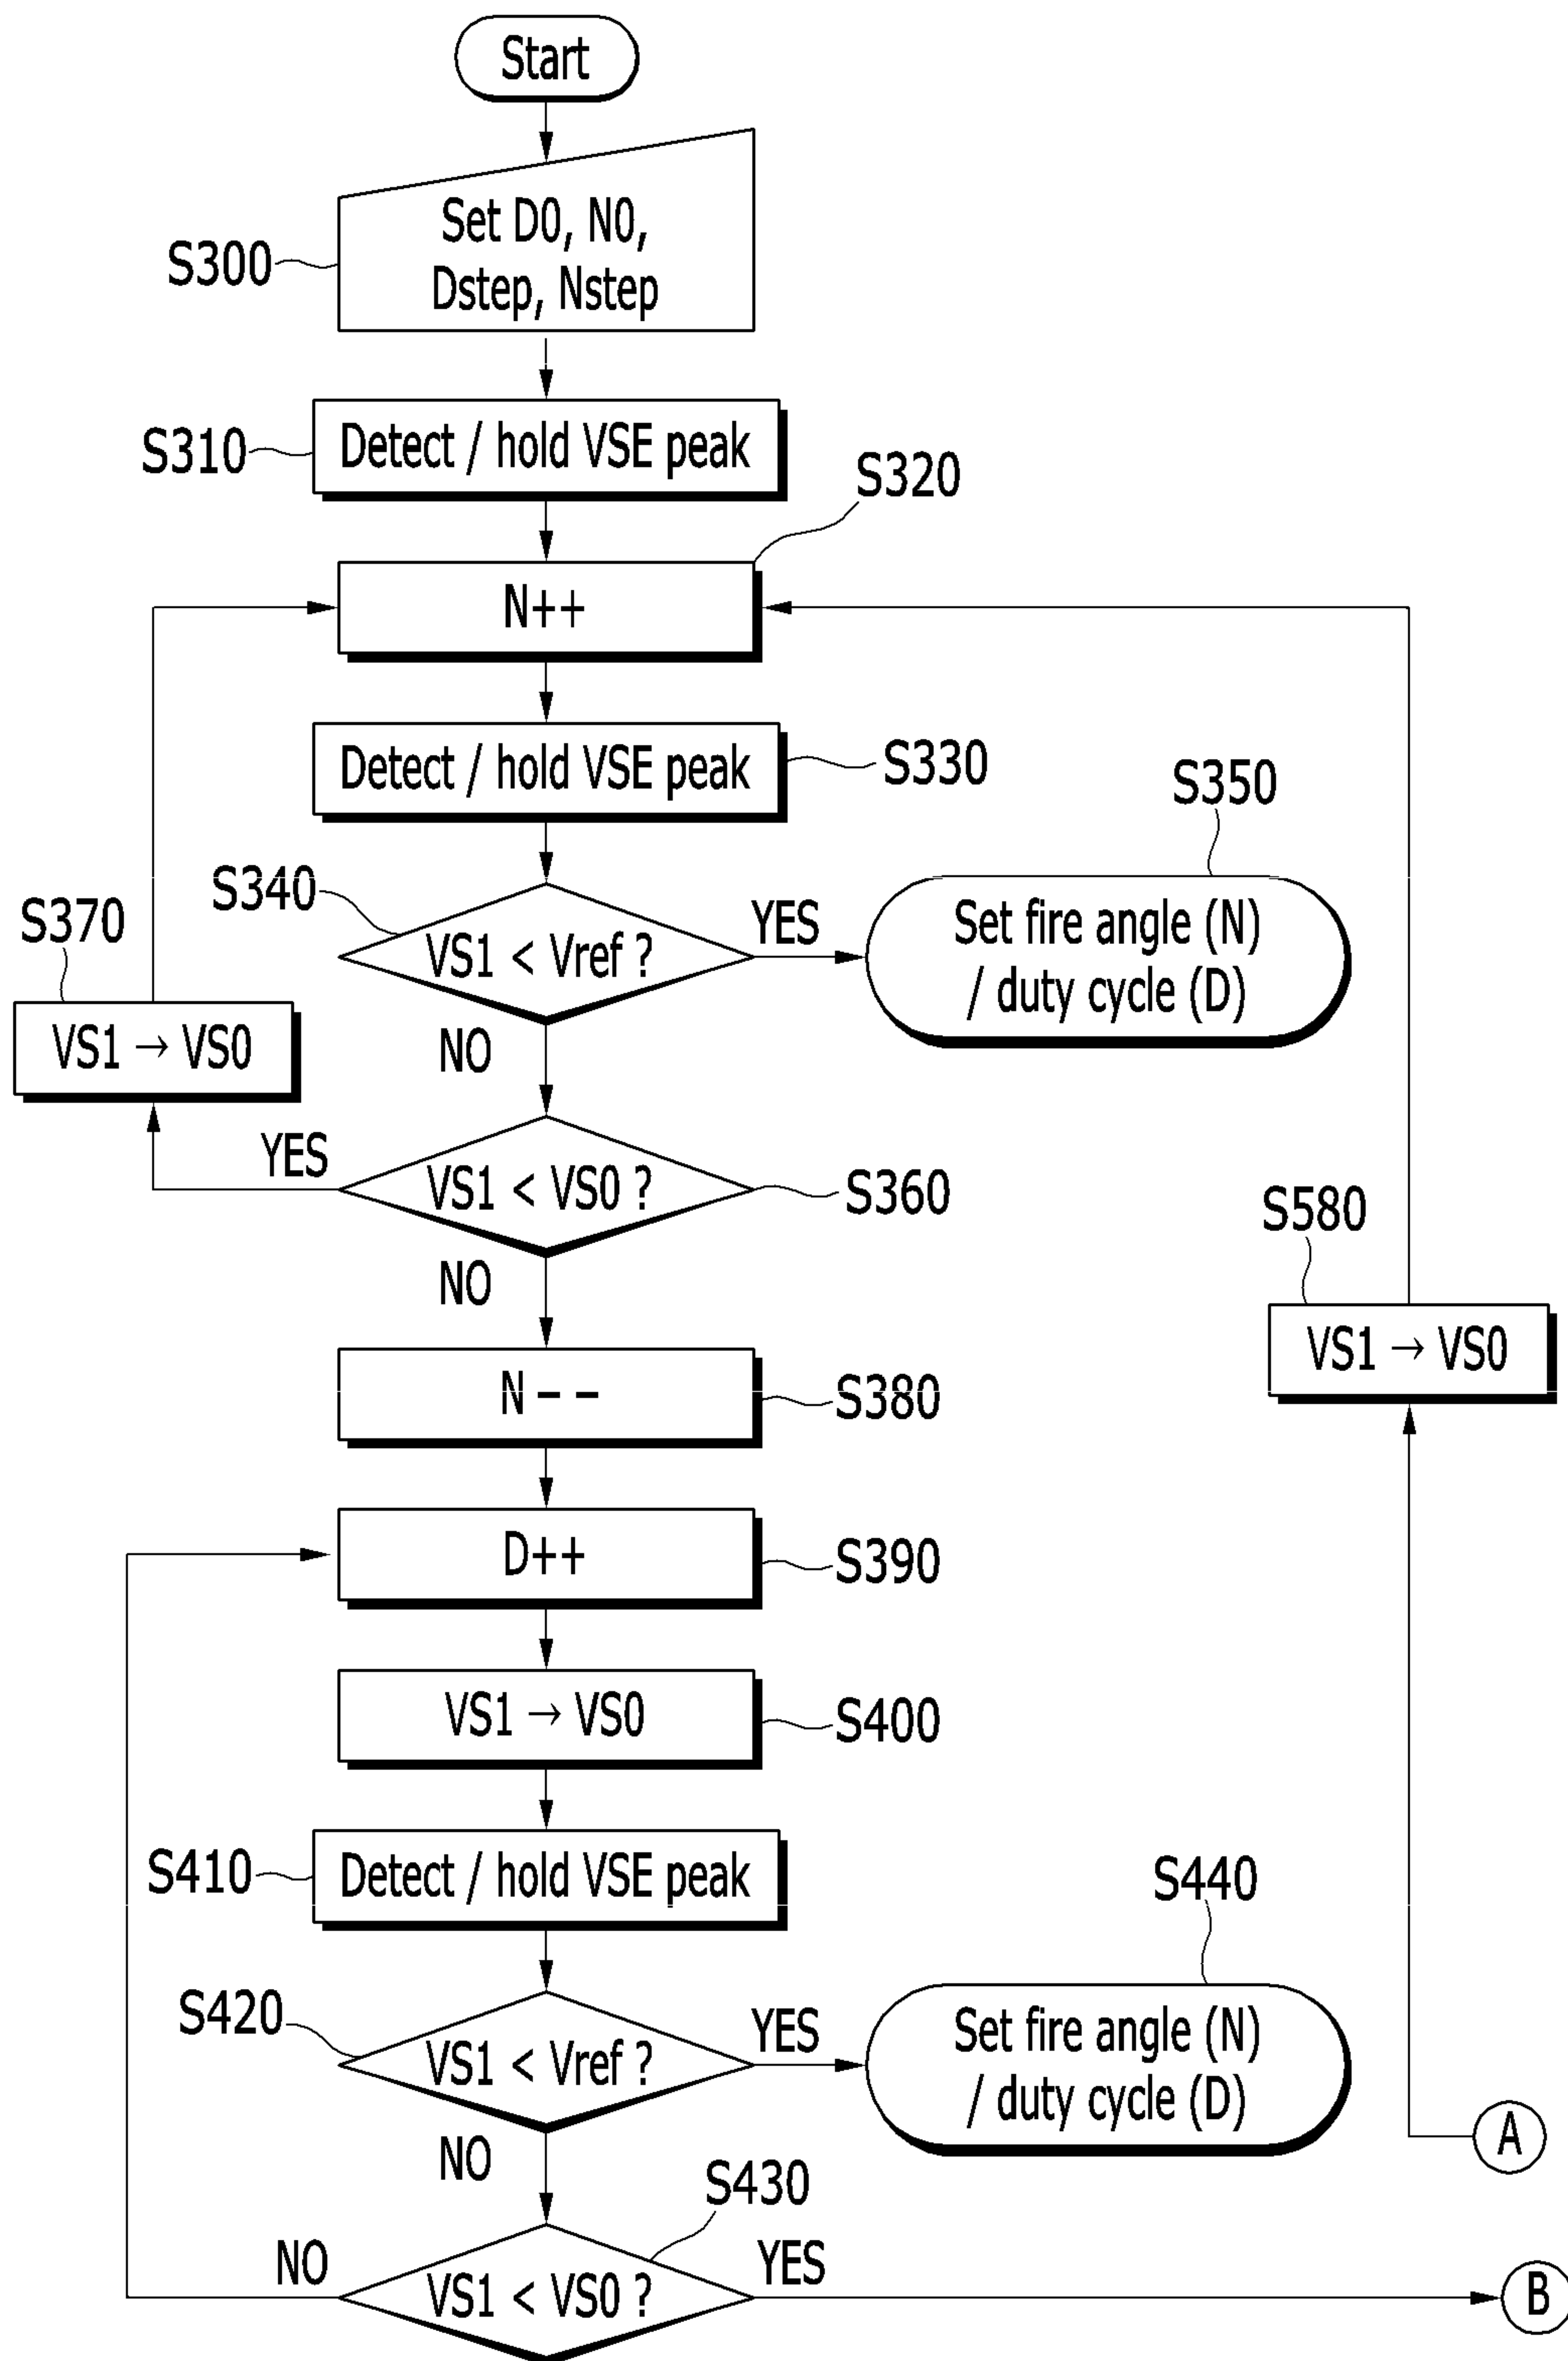 Start
Set D0, N0,
Dstep, Nstep
S300
Detect / hold VSE peak
S310
S320
N++
Detect / hold VSE peak
S330
S350
S340
VS1 < Vref ?
YES
Set fire angle (N)
/ duty cycle (D)
S370
VS1 → VS0
NO
YES
VS1 < VS0 ?
S360
S580
VS1 → VS0
NO
N – –
S380
D++
S390
VS1 → VS0
S400
Detect / hold VSE peak
S410
S440
S420
VS1 < Vref ?
YES
Set fire angle (N)
/ duty cycle (D)
A
NO
S430
NO
VS1 < VS0 ?
YES
B